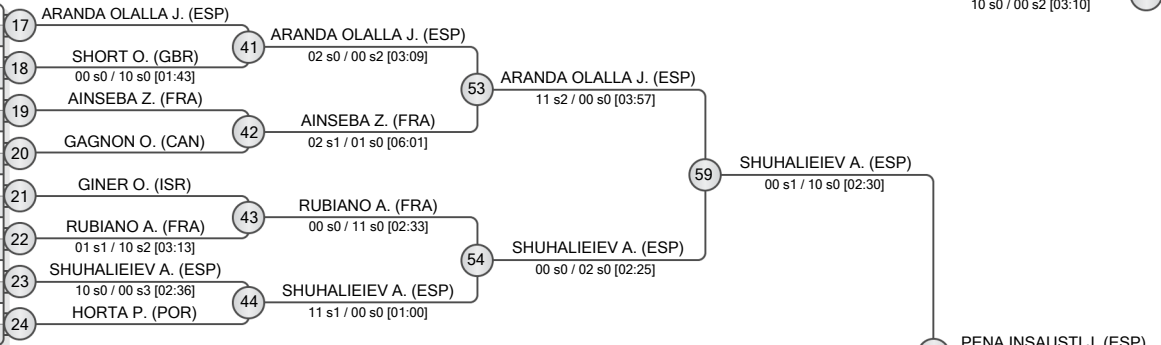 10 s0 / 00 s2 [03:10]
17
ARANDA OLALLA J. (ESP)
18
SHORT O. (GBR)
00 s0 / 10 s0 [01:43]
19
AINSEBA Z. (FRA)
20
GAGNON O. (CAN)
21
GINER O. (ISR)
22
RUBIANO A. (FRA)
01 s1 / 10 s2 [03:13]
23
SHUHALIEIEV A. (ESP)
10 s0 / 00 s3 [02:36]
24
HORTA P. (POR)
41
ARANDA OLALLA J. (ESP)
02 s0 / 00 s2 [03:09]
42
AINSEBA Z. (FRA)
02 s1 / 01 s0 [06:01]
43
RUBIANO A. (FRA)
00 s0 / 11 s0 [02:33]
44
SHUHALIEIEV A. (ESP)
11 s1 / 00 s0 [01:00]
53
ARANDA OLALLA J. (ESP)
11 s2 / 00 s0 [03:57]
54
SHUHALIEIEV A. (ESP)
00 s0 / 02 s0 [02:25]
59
SHUHALIEIEV A. (ESP)
00 s1 / 10 s0 [02:30]
PENA INSAUSTI J. (ESP)